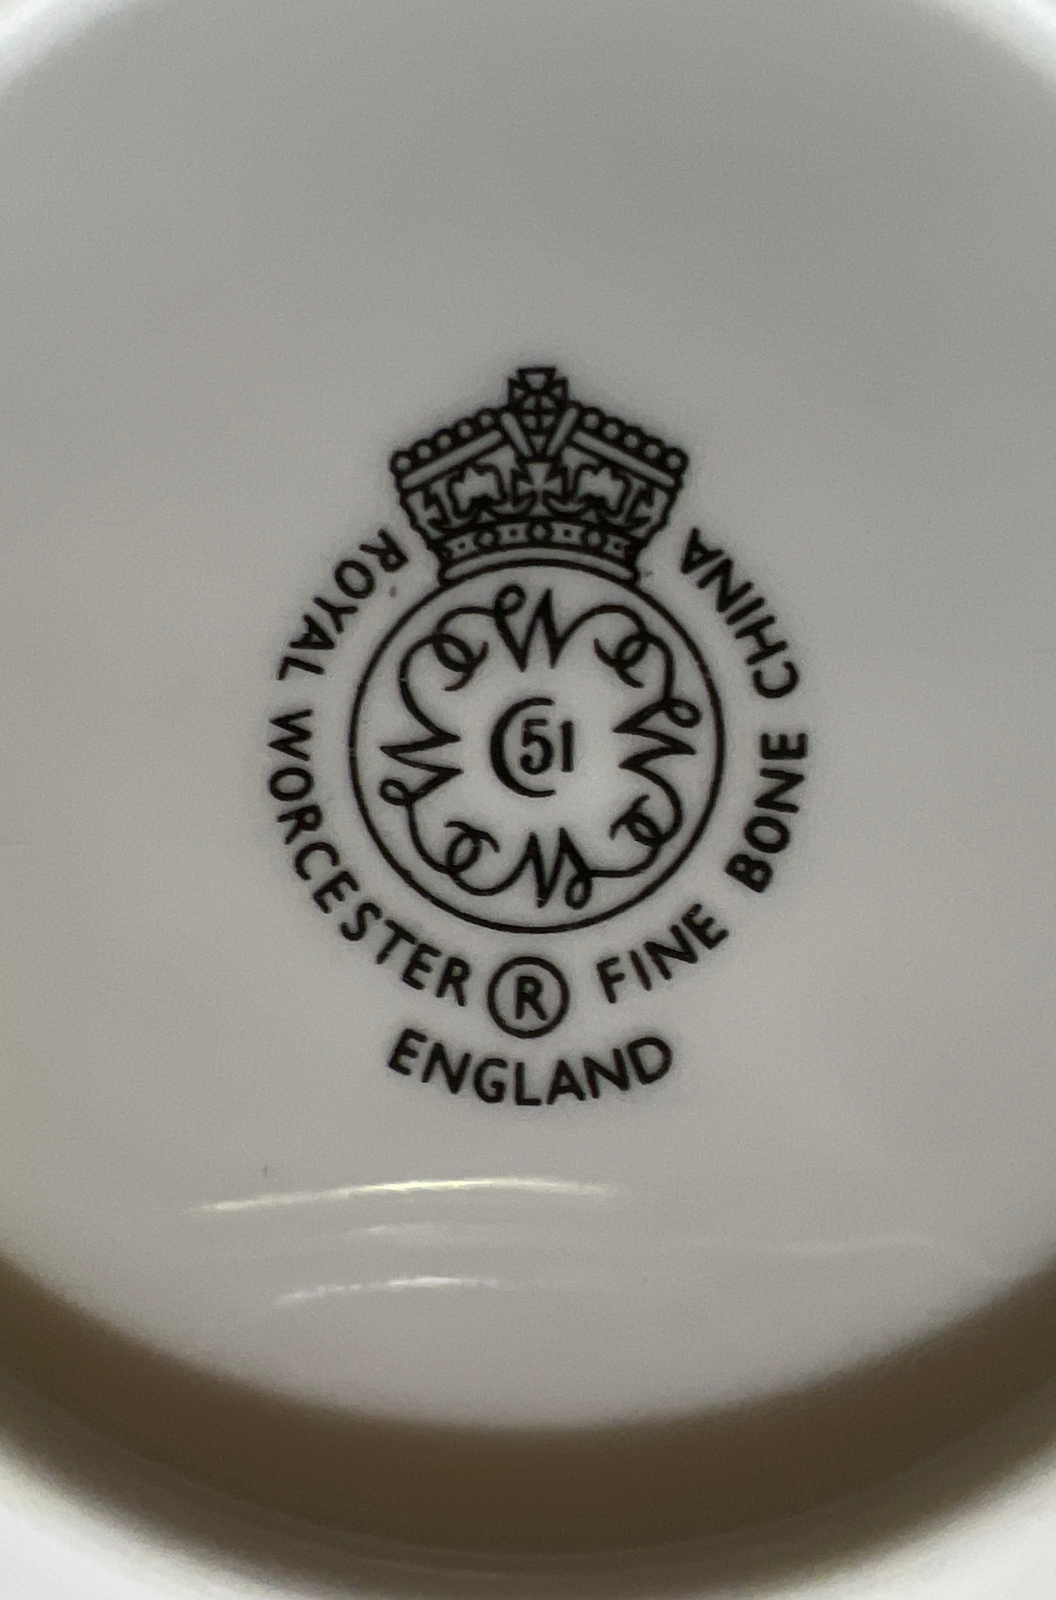 ROYAL WORCESTER ® FINE BONE CHINA
51
ENGLAND